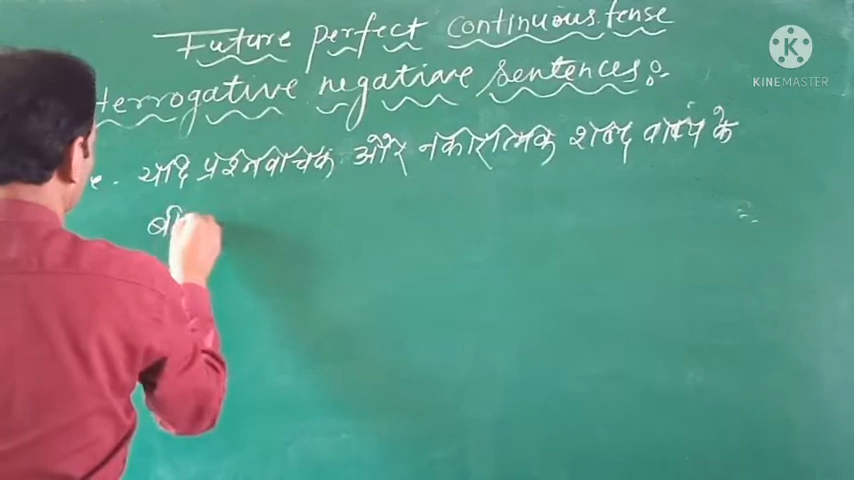 Future perfect continuous tense
terrogative negative sentences:-
यदि प्रश्नवाचक और नकारात्मक शब्द वाक्य के
K
KINEMASTER